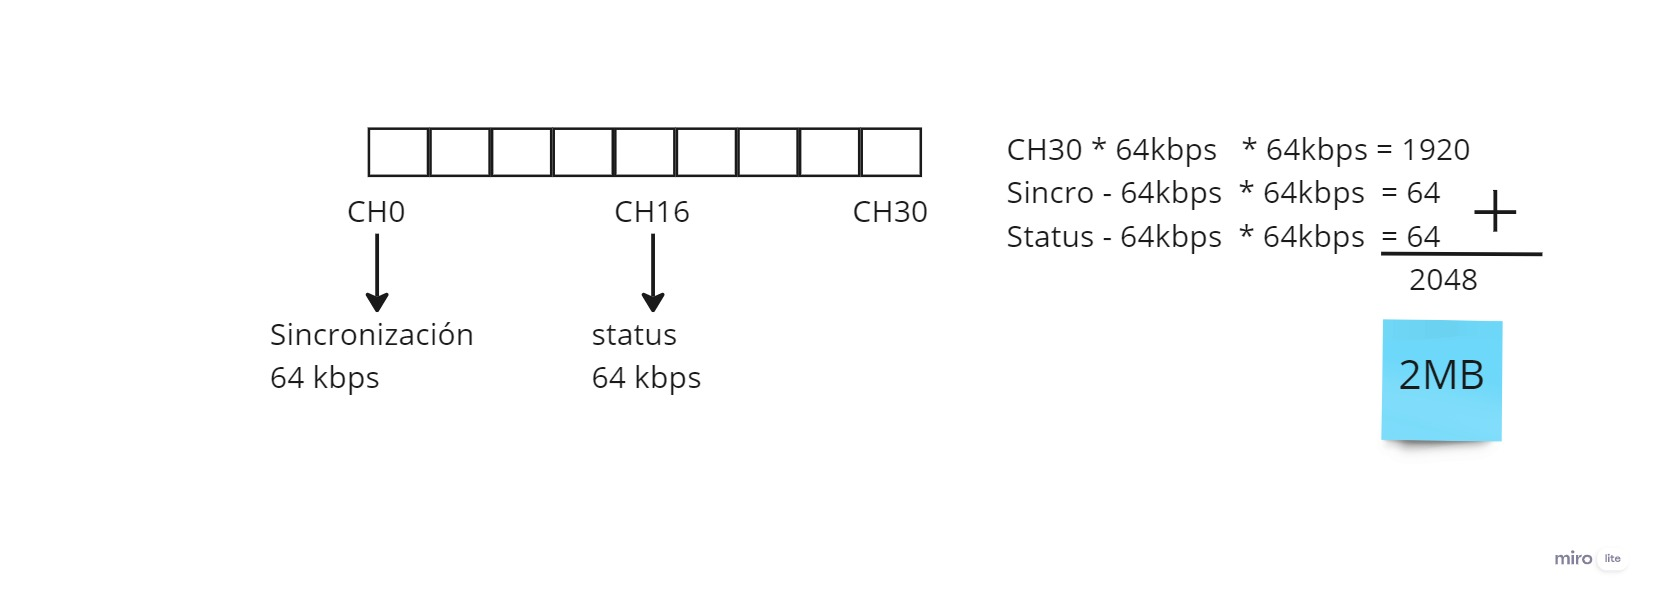 CH0
CH16
CH30
Sincronización
64 kbps
status
64 kbps
CH30 * 64kbps * 64kbps = 1920
Sincro - 64kbps * 64kbps = 64
+
Status - 64kbps * 64kbps = 64
2048
2MB
miro lite